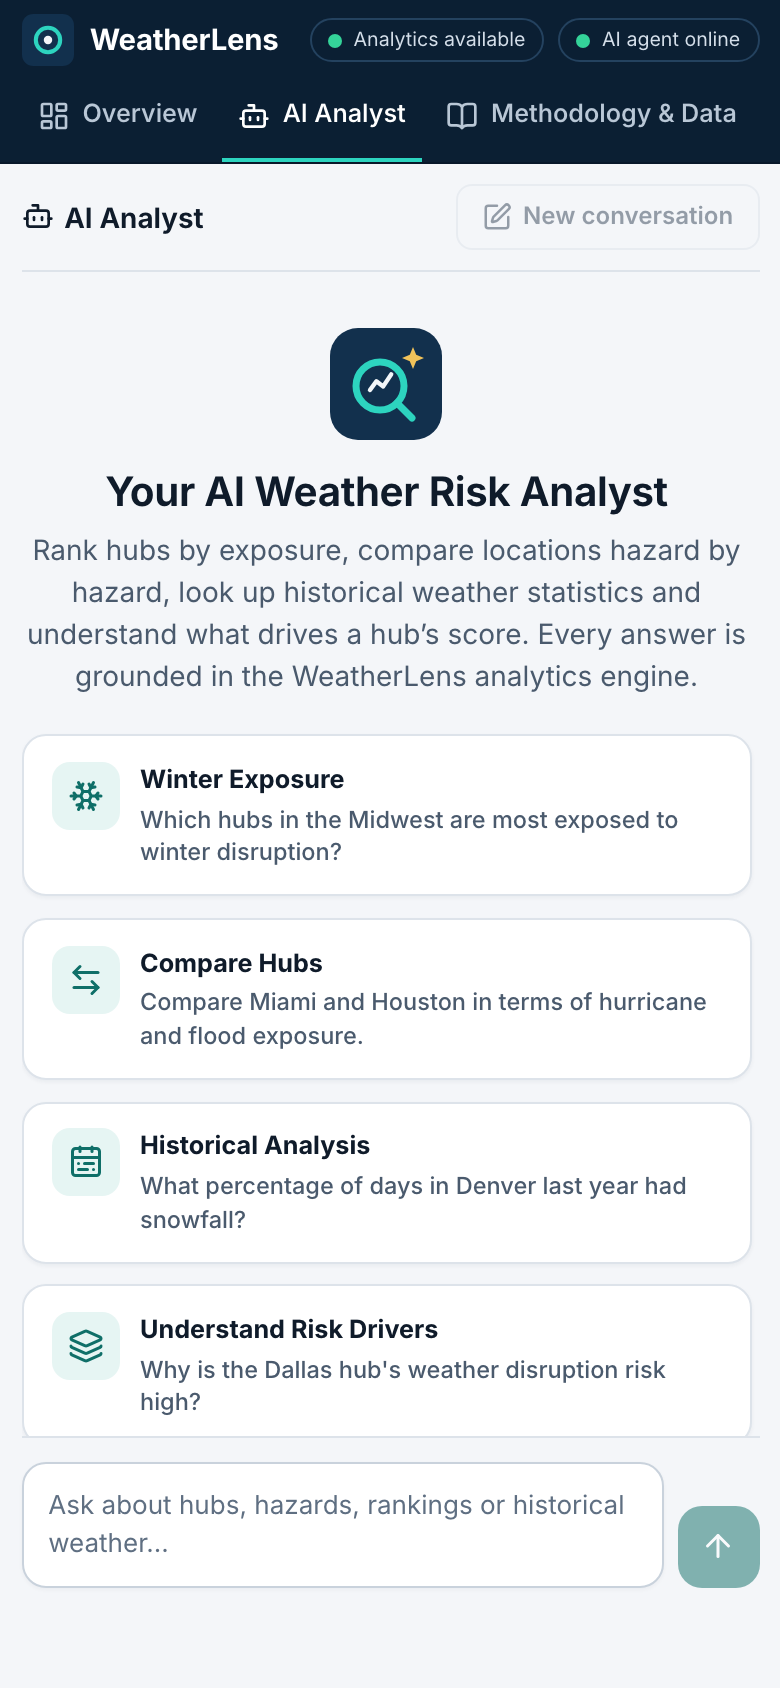 WeatherLens
Analytics available
AI agent online
Overview
AI Analyst
Methodology & Data
AI Analyst
New conversation
Your AI Weather Risk Analyst
Rank hubs by exposure, compare locations hazard by
hazard, look up historical weather statistics and
understand what drives a hub’s score. Every answer is
grounded in the WeatherLens analytics engine.
Winter Exposure
Which hubs in the Midwest are most exposed to
winter disruption?
Compare Hubs
Compare Miami and Houston in terms of hurricane
and flood exposure.
Historical Analysis
What percentage of days in Denver last year had
snowfall?
Understand Risk Drivers
Why is the Dallas hub's weather disruption risk
high?
Ask about hubs, hazards, rankings or historical
weather...